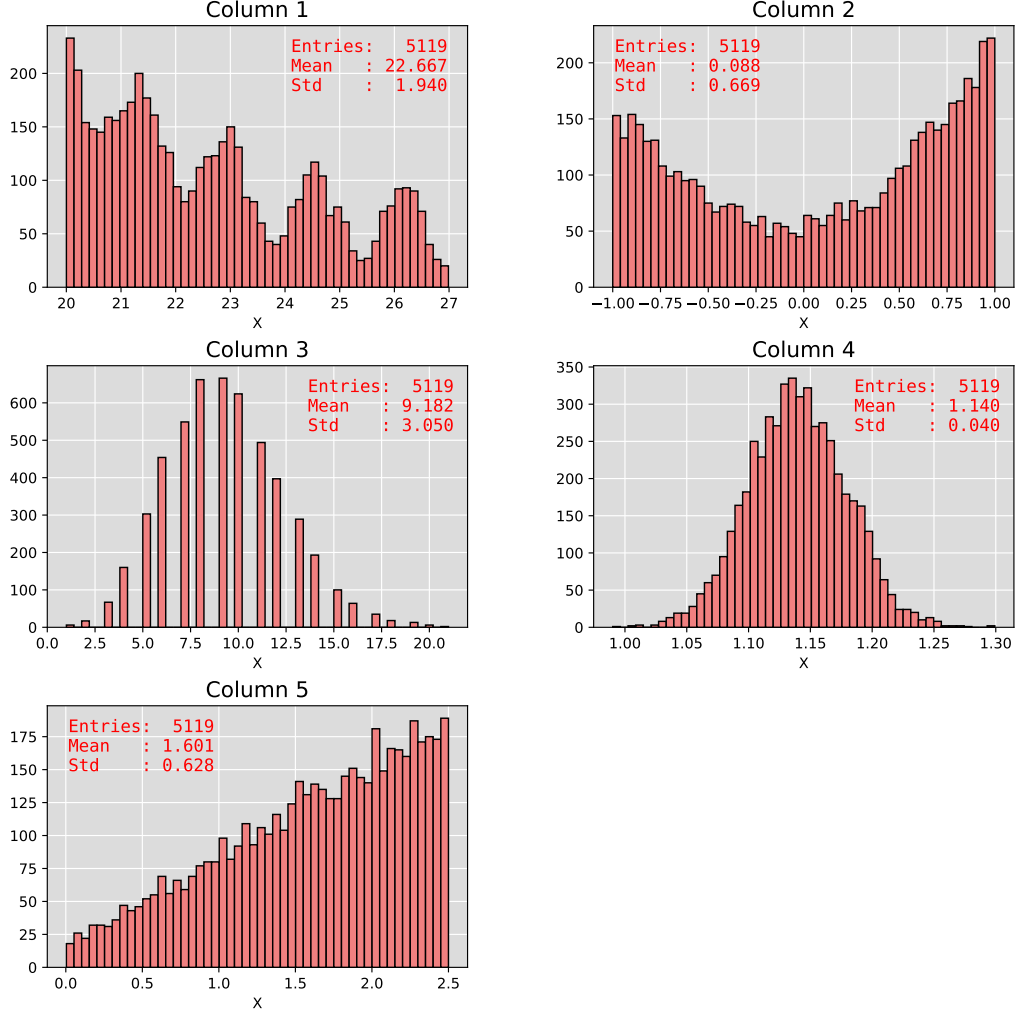 Column 1
Entries:  5119
Mean   : 22.667
Std    :  1.940
200
150
100
50
0
20 21 22 23 24 25 26 27
X
Column 2
Entries:  5119
Mean   : 0.088
Std    : 0.669
200
150
100
50
0
−1.00 −0.75 −0.50 −0.25 0.00 0.25 0.50 0.75 1.00
X
Column 3
Entries:  5119
Mean   : 9.182
Std    : 3.050
600
500
400
300
200
100
0
0.0 2.5 5.0 7.5 10.0 12.5 15.0 17.5 20.0
X
Column 4
Entries:  5119
Mean   : 1.140
Std    : 0.040
350
300
250
200
150
100
50
0
1.00 1.05 1.10 1.15 1.20 1.25 1.30
X
Column 5
Entries:  5119
Mean   : 1.601
Std    : 0.628
175
150
125
100
75
50
25
0
0.0 0.5 1.0 1.5 2.0 2.5
X